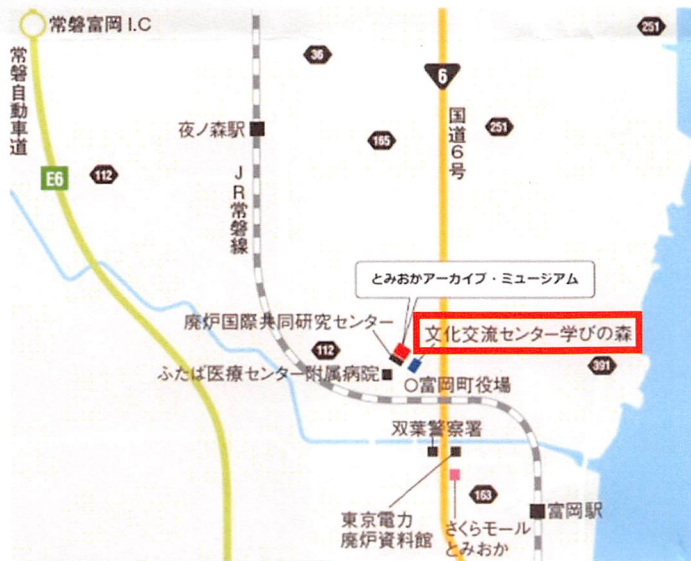 常磐富岡 I.C
251
36
6
常磐自動車道
夜ノ森駅
165
251
国道6号
E6
112
JR常磐線
とみおかアーカイブ・ミュージアム
廃炉国際共同研究センター
文化交流センター学びの森
112
391
ふたば医療センター附属病院
富岡町役場
双葉警察署
163
富岡駅
東京電力
廃炉資料館
さくらモール
とみおか